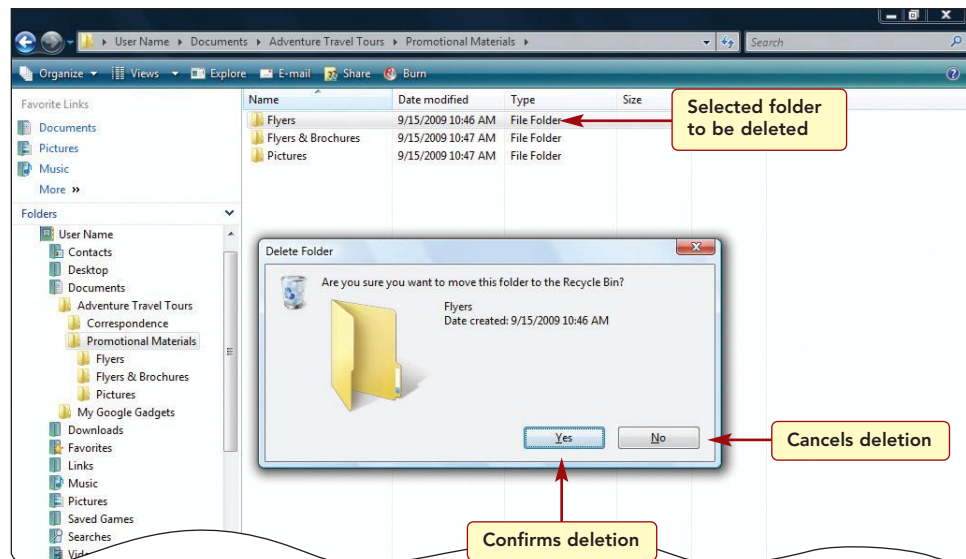 User Name Documents Adventure Travel Tours Promotional Materials
Search
Organize Views Explore E-mail Share Burn
Favorite Links
Documents
Pictures
Music
More »
Folders
User Name
Contacts
Desktop
Documents
Adventure Travel Tours
Correspondence
Promotional Materials
Flyers
Flyers & Brochures
Pictures
My Google Gadgets
Downloads
Favorites
Links
Music
Pictures
Saved Games
Searches
Name Date modified Type Size
Flyers 9/15/2009 10:46 AM File Folder
Flyers & Brochures 9/15/2009 10:47 AM File Folder
Pictures 9/15/2009 10:47 AM File Folder
Selected folder
to be deleted
Delete Folder
Are you sure you want to move this folder to the Recycle Bin?
Flyers
Date created: 9/15/2009 10:46 AM
Yes No
Cancels deletion
Confirms deletion